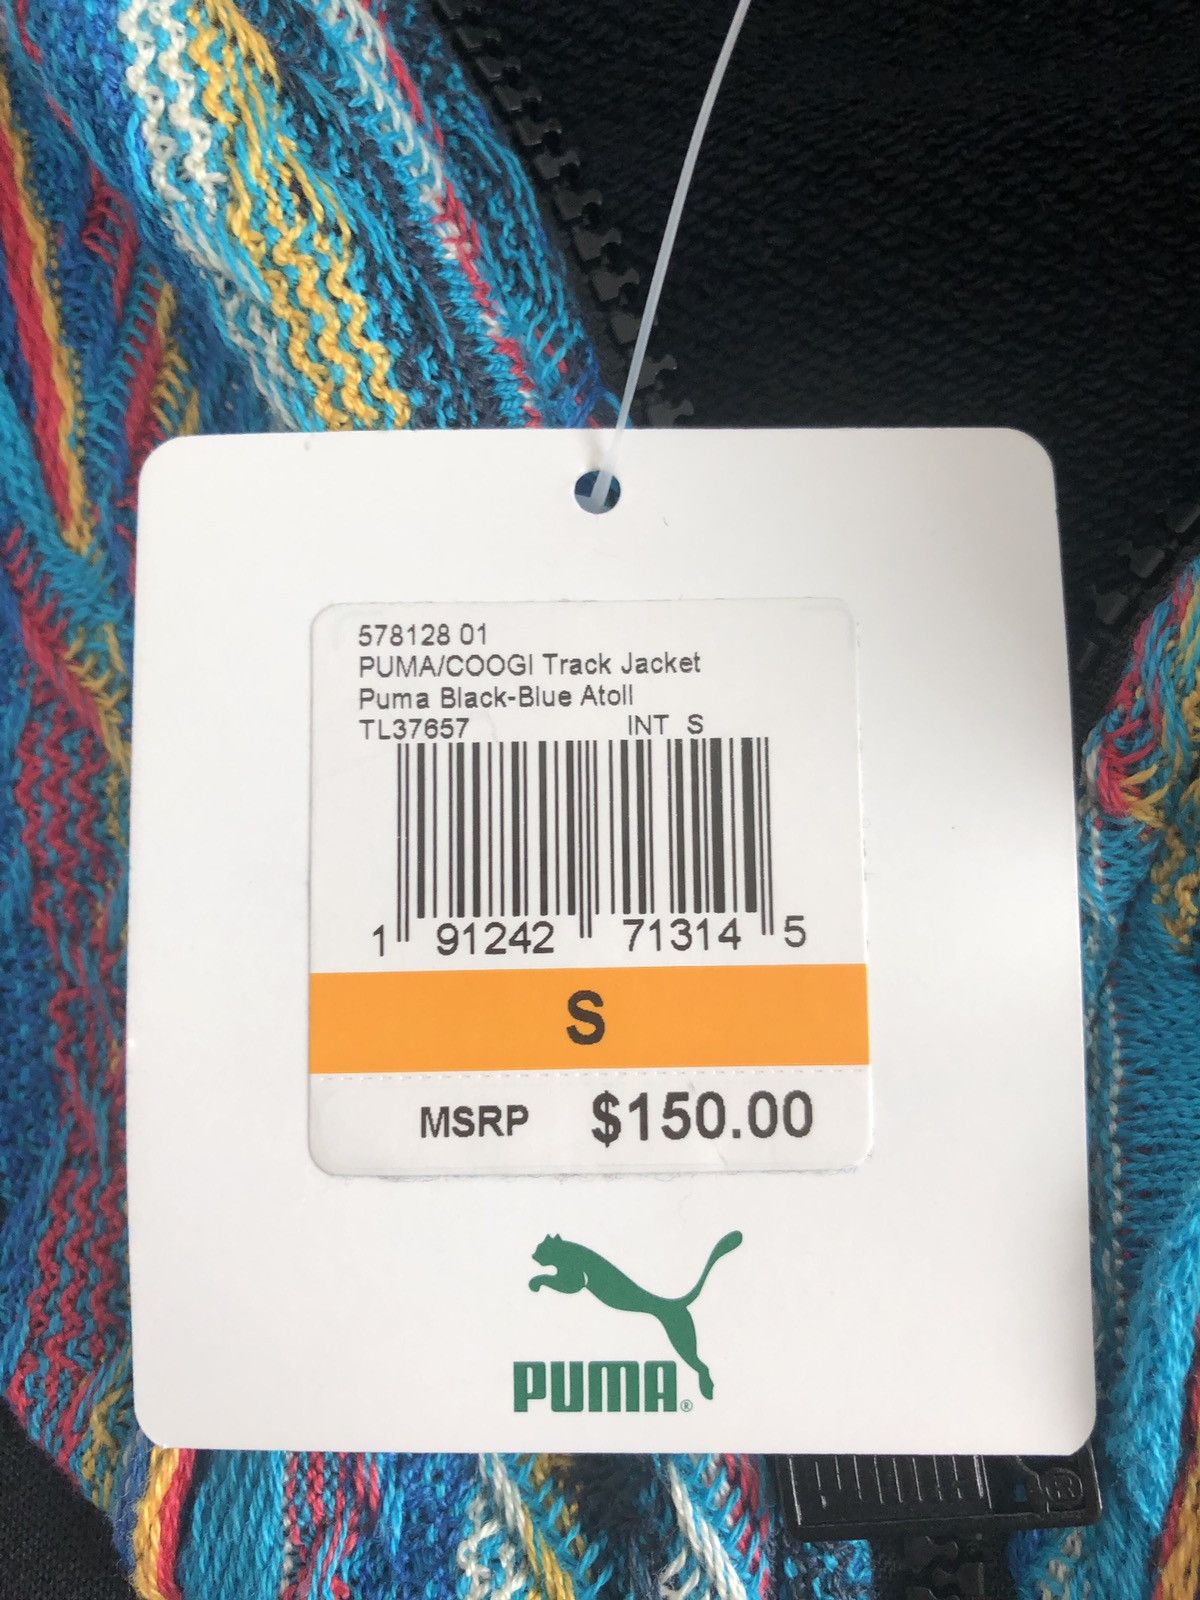 578128 01
PUMA/COOGI Track Jacket
Puma Black-Blue Atoll
TL37657 INT S
1 91242 71314 5
S
MSRP $150.00
PUMA®
®